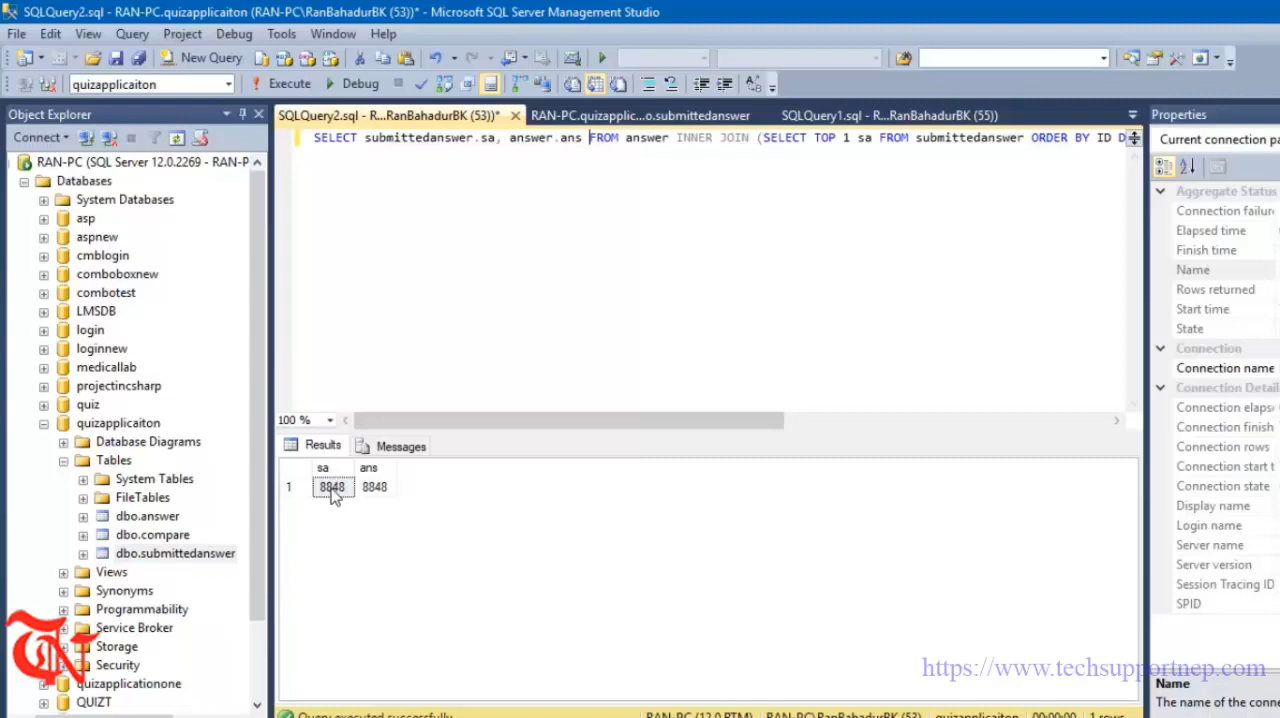 SQLQuery2.sql - RAN-PC.quizapplicaiton (RAN-PC\RanBahadurBK (53))* - Microsoft SQL Server Management Studio
File Edit View Query Project Debug Tools Window Help
New Query
quizapplicaiton Execute Debug
Object Explorer
Connect
RAN-PC (SQL Server 12.0.2269 - RAN-P
Databases
System Databases
asp
aspnew
cmblogin
comboboxnew
combotest
LMSDB
login
loginnew
medicallab
projectincsharp
quiz
quizapplicaiton
Database Diagrams
Tables
System Tables
FileTables
dbo.answer
dbo.compare
dbo.submittedanswer
Views
Synonyms
Programmability
Service Broker
Storage
Security
quizapplicationone
QUIZT
SQLQuery2.sql - R...RanBahadurBK (53))* RAN-PC.quizapplic...o.submittedanswer SQLQuery1.sql - R...RanBahadurBK (55))
SELECT submittedanswer.sa, answer.ans FROM answer INNER JOIN (SELECT TOP 1 sa FROM submittedanswer ORDER BY ID D
100 %
Results Messages
sa ans
1 8848 8848
Query executed successfully.
RAN-PC (12.0 RTM) RAN-PC\RanBahadurBK (53) quizapplicaiton 00:00:00 1 rows
Properties
Current connection pa
Aggregate Status
Connection failure
Elapsed time
Finish time
Name
Rows returned
Start time
State
Connection
Connection name
Connection Detail
Connection elapse
Connection finish
Connection rows
Connection start t
Connection state
Display name
Login name
Server name
Server version
Session Tracing ID
SPID
Name
The name of the conne
https://www.techsupportnep.com